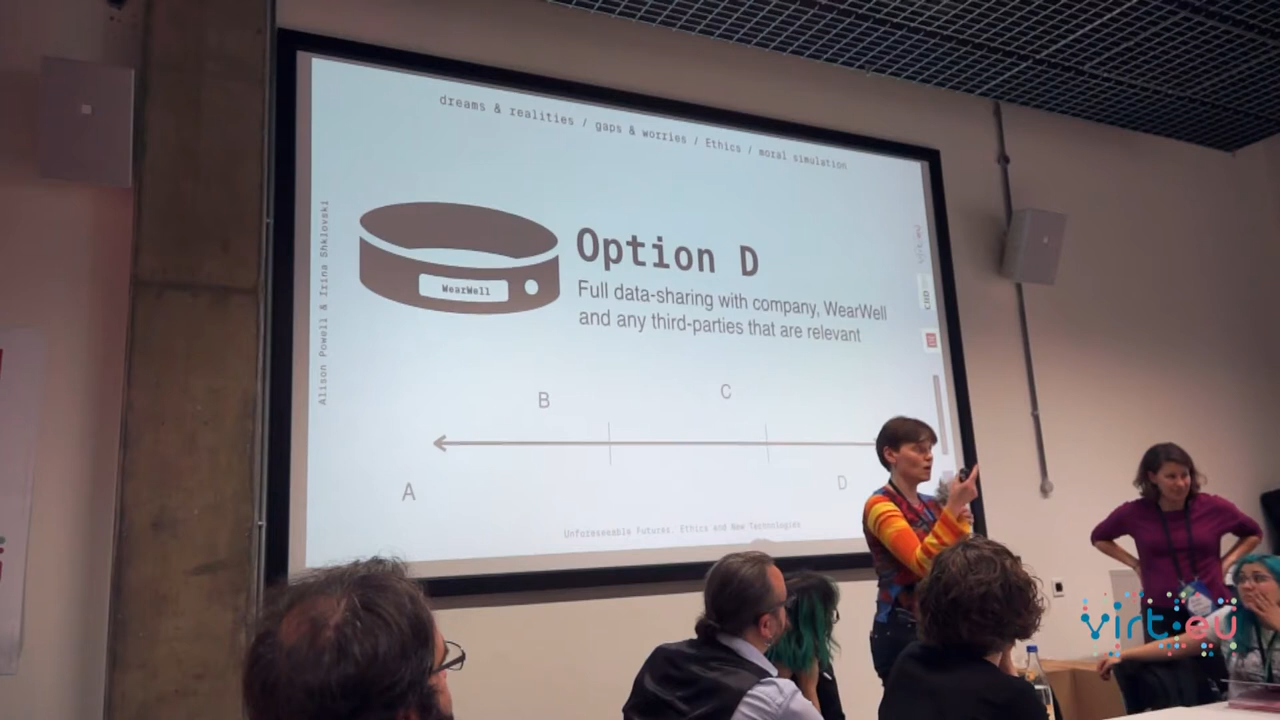 dreams & realities / gaps & worries / Ethics / moral simulation
Alison Powell & Irina Shklovski
WearWell
Option D
Full data-sharing with company, WearWell
and any third-parties that are relevant
B
C
A
D
Unforeseeable Futures. Ethics and New Technologies
virt:eu